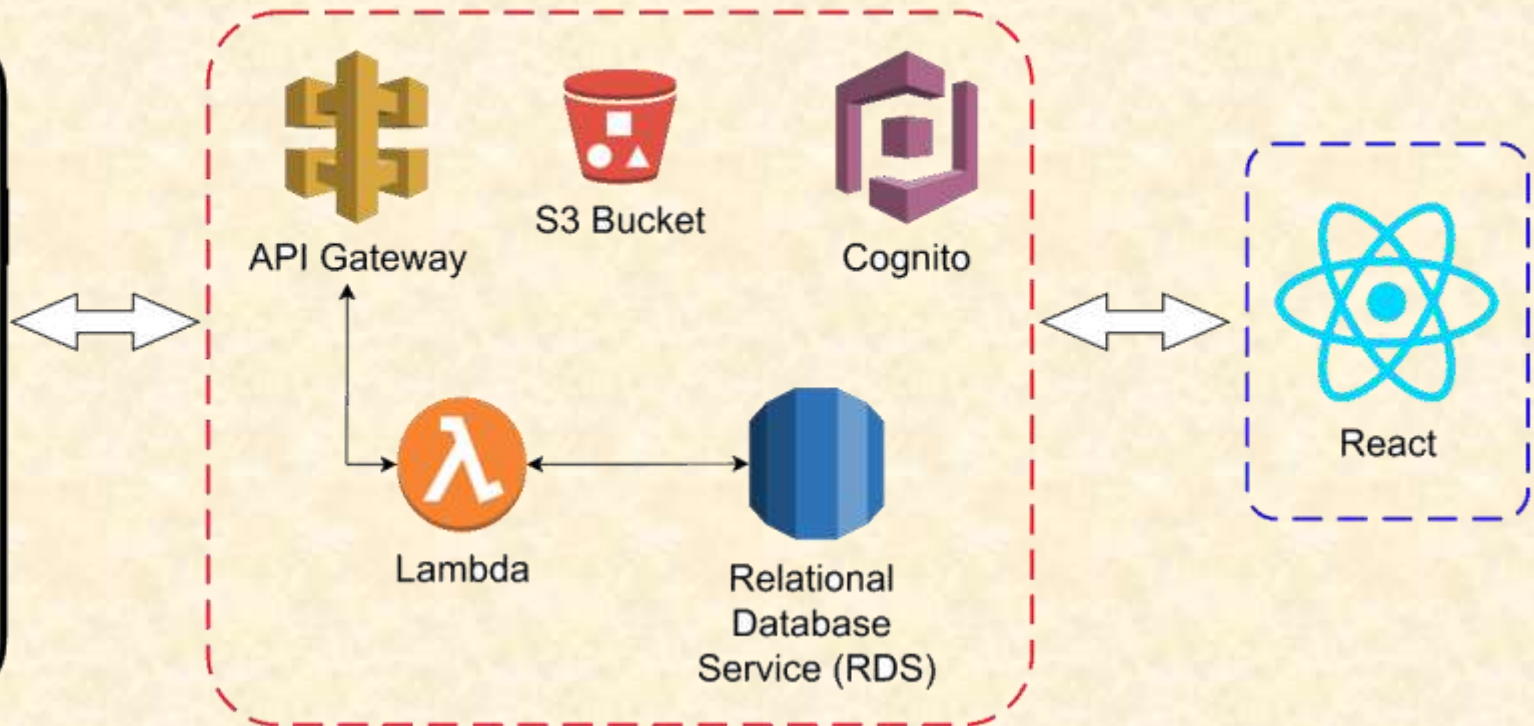 API Gateway
S3 Bucket
Cognito
React
Lambda
Relational
Database
Service (RDS)